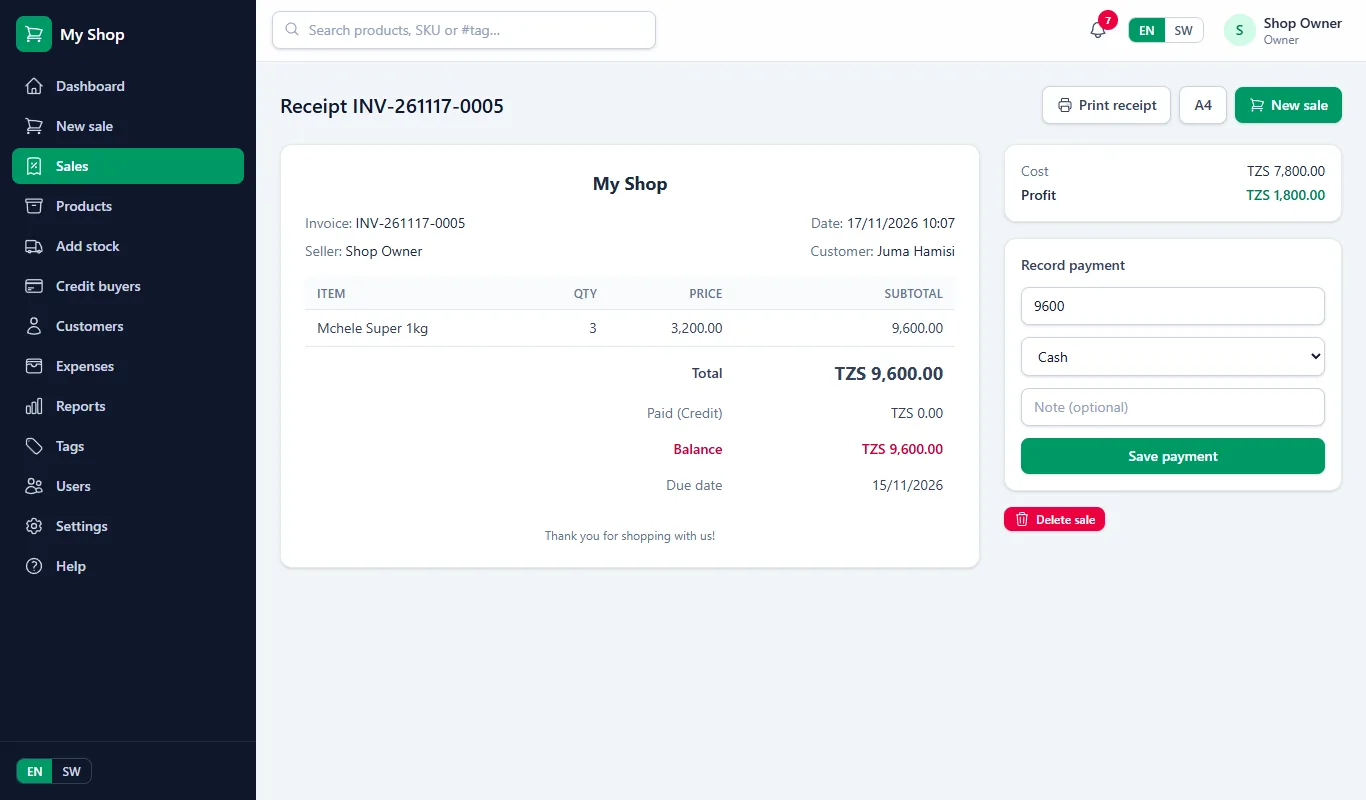 My Shop
Dashboard
New sale
Sales
Products
Add stock
Credit buyers
Customers
Expenses
Reports
Tags
Users
Settings
Help
EN SW
Search products, SKU or #tag...
7
EN SW
S
Shop Owner
Owner
Receipt INV-261117-0005
Print receipt
A4
New sale
My Shop
Invoice: INV-261117-0005 Date: 17/11/2026 10:07
Seller: Shop Owner Customer: Juma Hamisi
ITEM QTY PRICE SUBTOTAL
Mchele Super 1kg 3 3,200.00 9,600.00
Total TZS 9,600.00
Paid (Credit) TZS 0.00
Balance TZS 9,600.00
Due date 15/11/2026
Thank you for shopping with us!
Cost TZS 7,800.00
Profit TZS 1,800.00
Record payment
9600
Cash
Note (optional)
Save payment
Delete sale